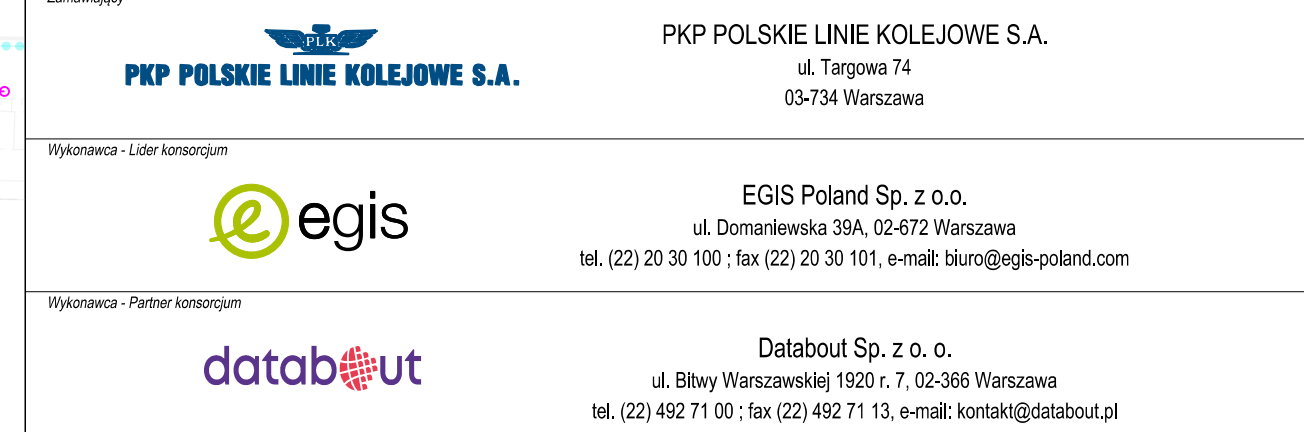 Zamawiający
PLK
PKP POLSKIE LINIE KOLEJOWE S.A.
PKP POLSKIE LINIE KOLEJOWE S.A.
ul. Targowa 74
03-734 Warszawa
Wykonawca - Lider konsorcjum
egis
EGIS Poland Sp. z o.o.
ul. Domaniewska 39A, 02-672 Warszawa
tel. (22) 20 30 100 ; fax (22) 20 30 101, e-mail: biuro@egis-poland.com
Wykonawca - Partner konsorcjum
databout
Databout Sp. z o. o.
ul. Bitwy Warszawskiej 1920 r. 7, 02-366 Warszawa
tel. (22) 492 71 00 ; fax (22) 492 71 13, e-mail: kontakt@databout.pl